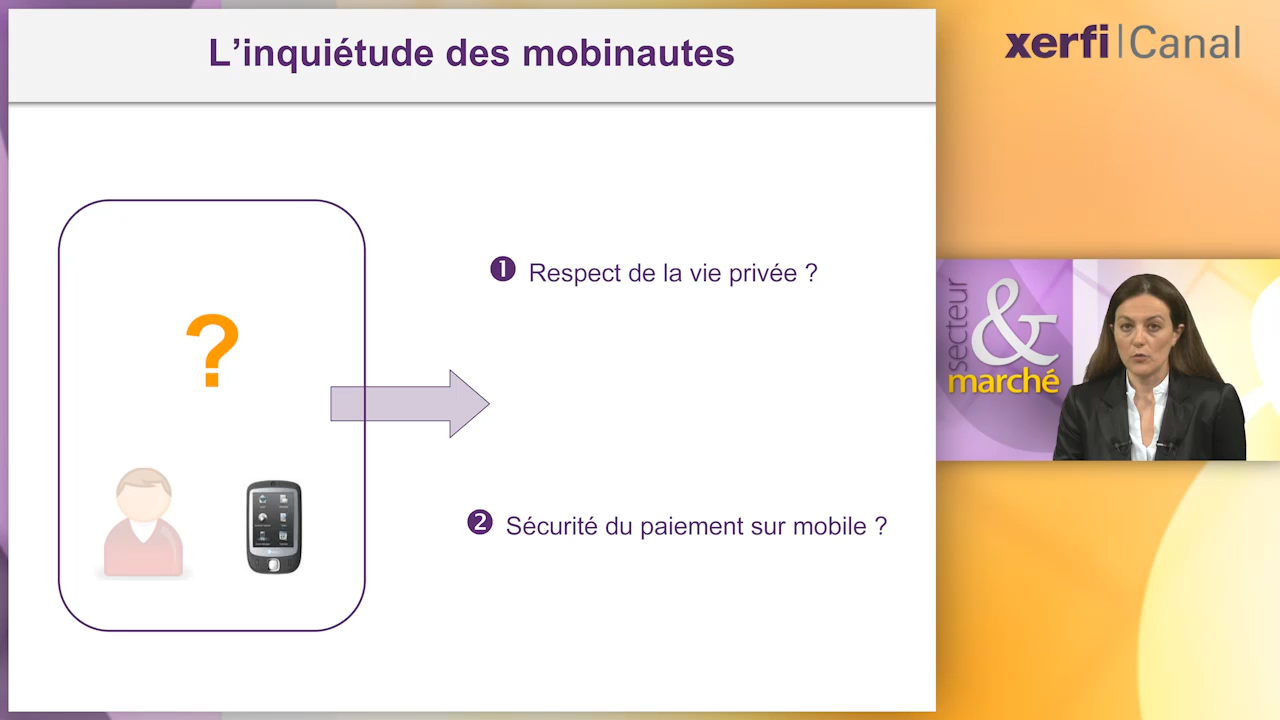 L’inquiétude des mobinautes
xerfi|Canal
❶ Respect de la vie privée ?
?
❷ Sécurité du paiement sur mobile ?
secteur
&
marché